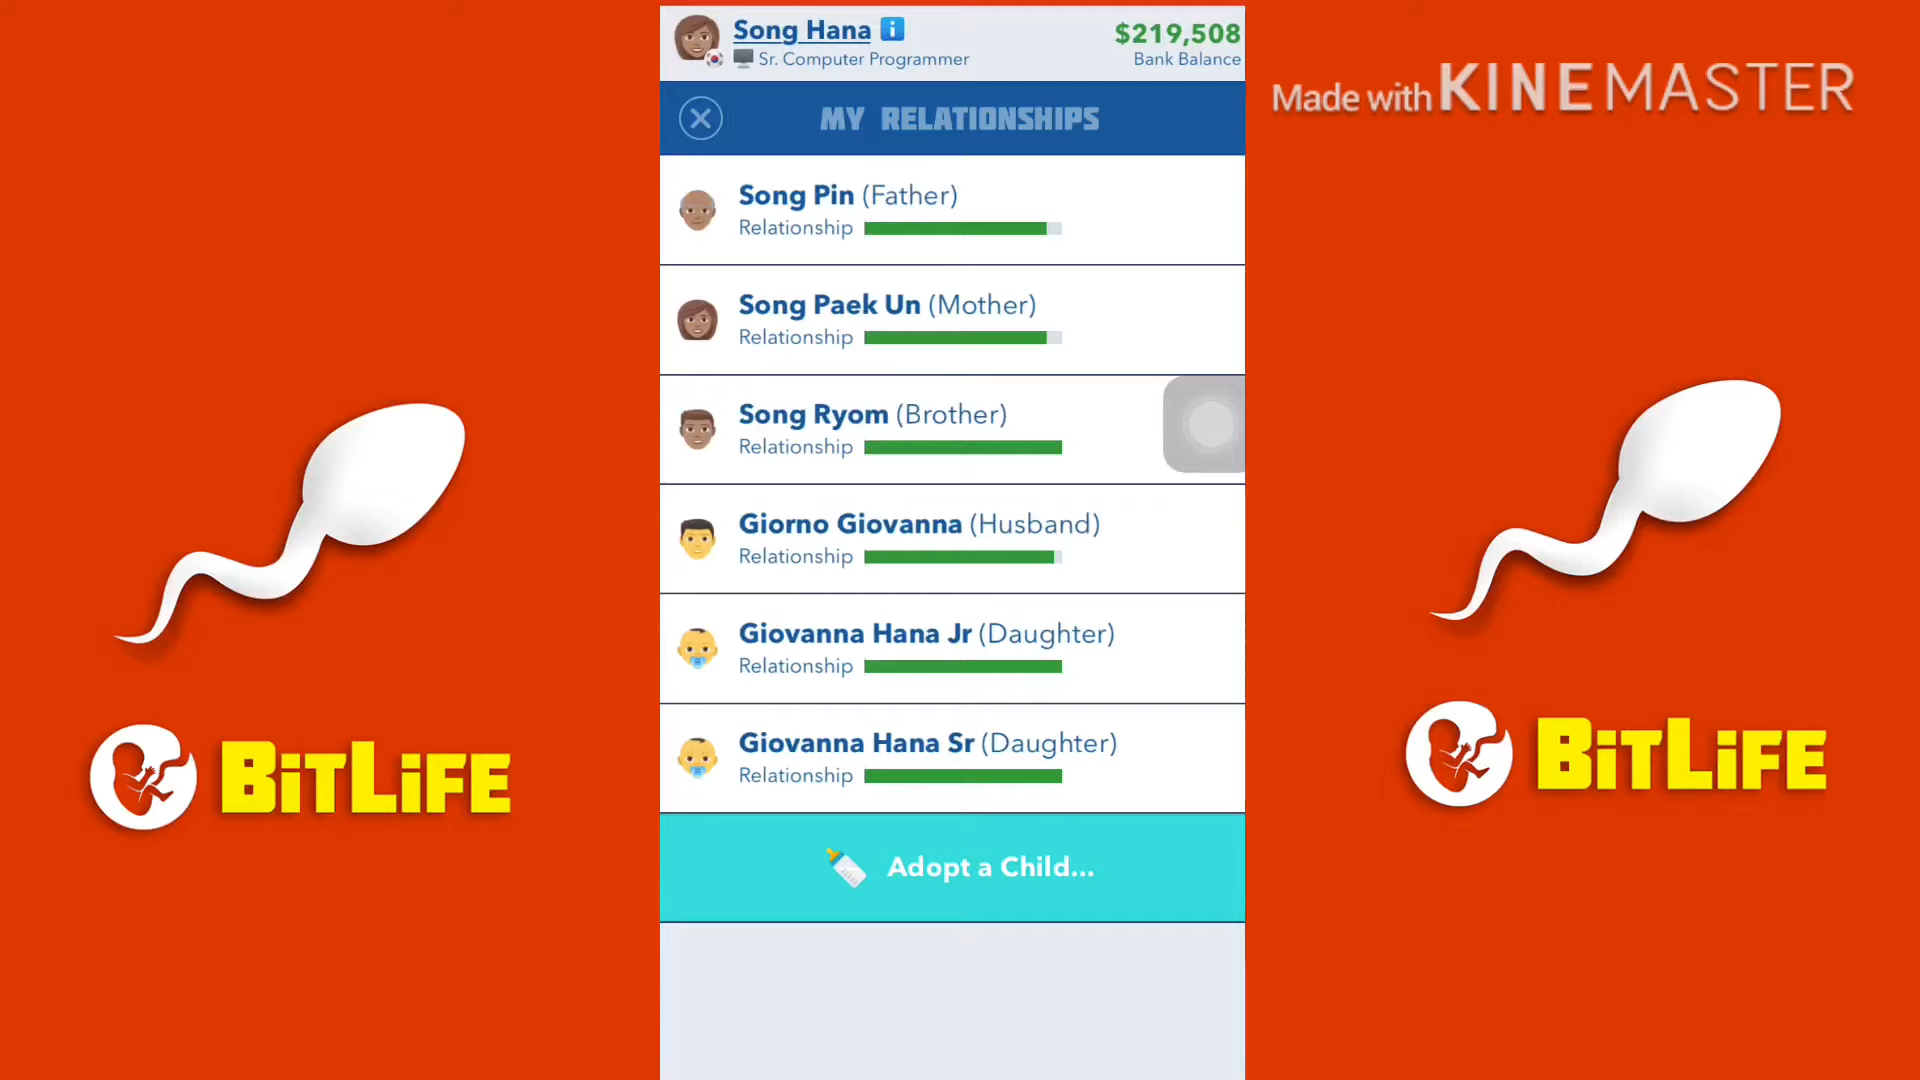 Song Hana i
Sr. Computer Programmer
$219,508
Bank Balance
Made with KINEMASTER
MY RELATIONSHIPS
Song Pin (Father)
Relationship
Song Paek Un (Mother)
Relationship
Song Ryom (Brother)
Relationship
Giorno Giovanna (Husband)
Relationship
Giovanna Hana Jr (Daughter)
Relationship
Giovanna Hana Sr (Daughter)
Relationship
Adopt a Child...
BiTLiFE
BiTLiFE